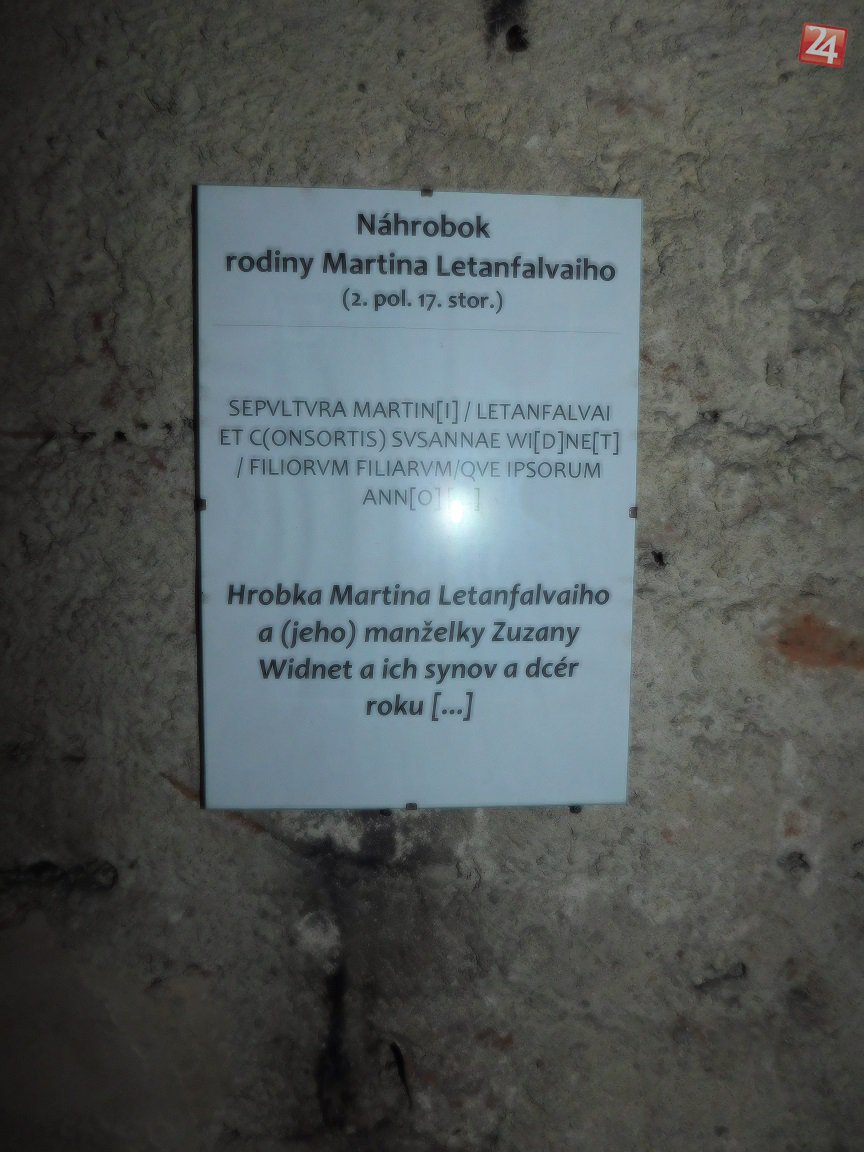 24
Náhrobok
rodiny Martina Letanfalvaiho
(2. pol. 17. stor.)
SEPVLTVRA MARTIN[I] / LETANFALVAI
ET C(ONSORTIS) SVSANNAE WI[D]NE[T]
/ FILIORVM FILIARVM/QVE IPSORUM
ANN[O] [...]
Hrobka Martina Letanfalvaiho
a (jeho) manželky Zuzany
Widnet a ich synov a dcér
roku [...]